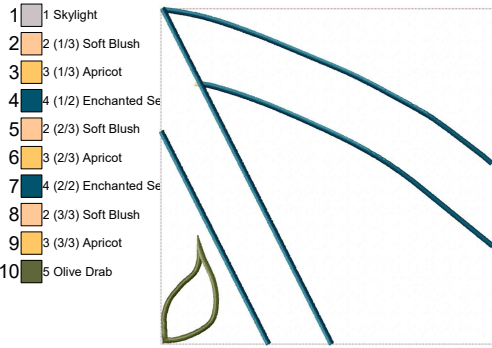 1 1 Skylight
2 2 (1/3) Soft Blush
3 3 (1/3) Apricot
4 4 (1/2) Enchanted Se
5 2 (2/3) Soft Blush
6 3 (2/3) Apricot
7 4 (2/2) Enchanted Se
8 2 (3/3) Soft Blush
9 3 (3/3) Apricot
10 5 Olive Drab